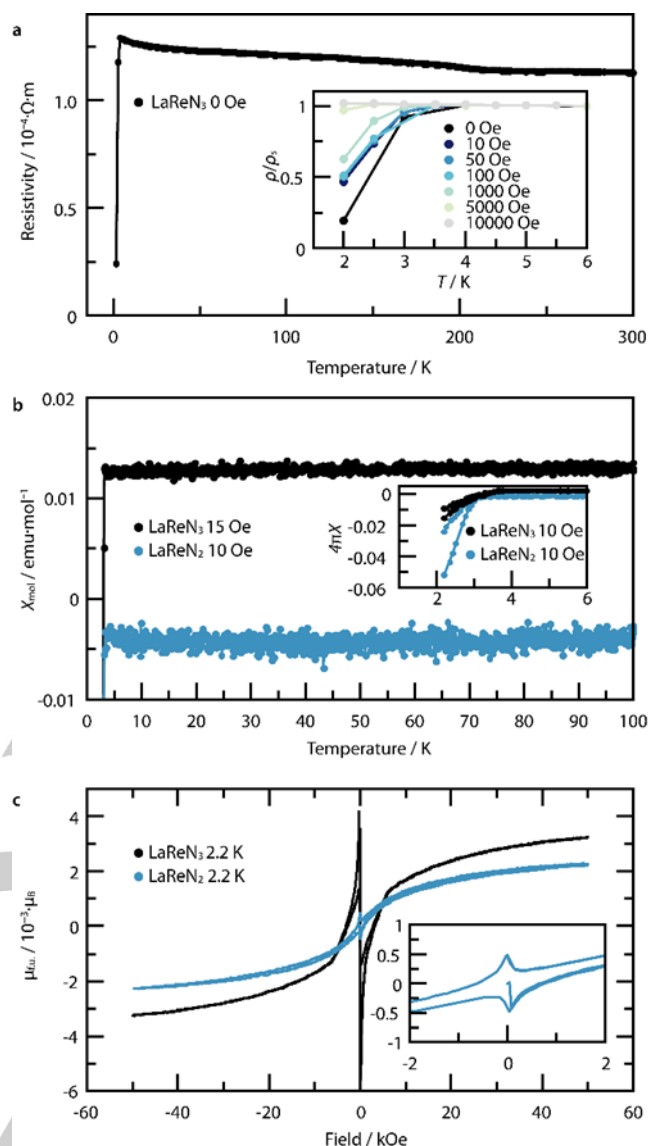 a
1.0
0.5
0
Resistivity / 10⁻⁴·Ω·m
LaReN₃ 0 Oe
1
0.5
0
ρ/ρₛ
0 Oe
10 Oe
50 Oe
100 Oe
1000 Oe
5000 Oe
10000 Oe
2 3 4 5 6
T / K
0 100 200 300
Temperature / K
b
0.02
0.01
0
-0.01
Xₘₒₗ / emu·mol⁻¹
LaReN₃ 15 Oe
LaReN₂ 10 Oe
0
-0.02
-0.04
-0.06
4πX
LaReN₃ 10 Oe
LaReN₂ 10 Oe
2 4 6
0 10 20 30 40 50 60 70 80 90 100
Temperature / K
c
4
2
0
-2
-4
-6
μf.u. / 10⁻³·μB
LaReN₃ 2.2 K
LaReN₂ 2.2 K
1
0.5
0
-0.5
-1
-2 0 2
-60 -40 -20 0 20 40 60
Field / kOe